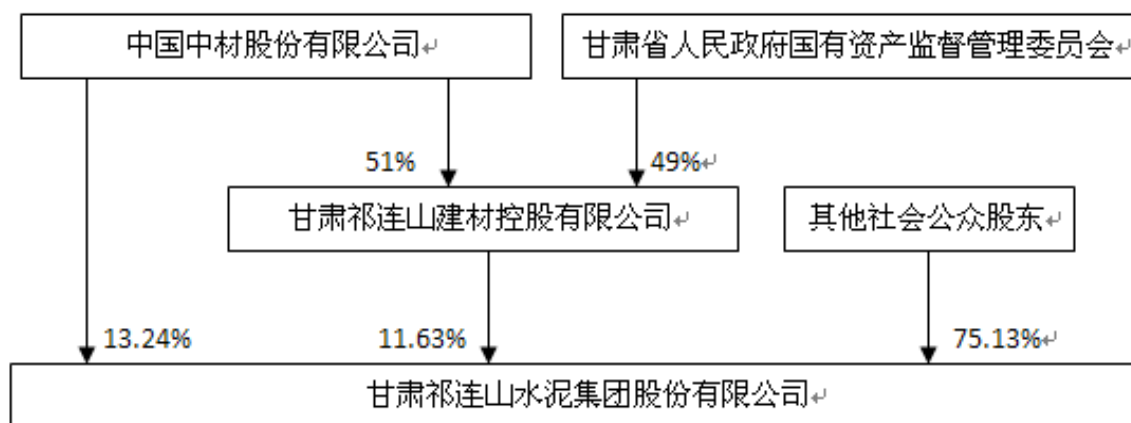 中国中材股份有限公司
甘肃省人民政府国有资产监督管理委员会
51%
49%
甘肃祁连山建材控股有限公司
其他社会公众股东
13.24%
11.63%
75.13%
甘肃祁连山水泥集团股份有限公司